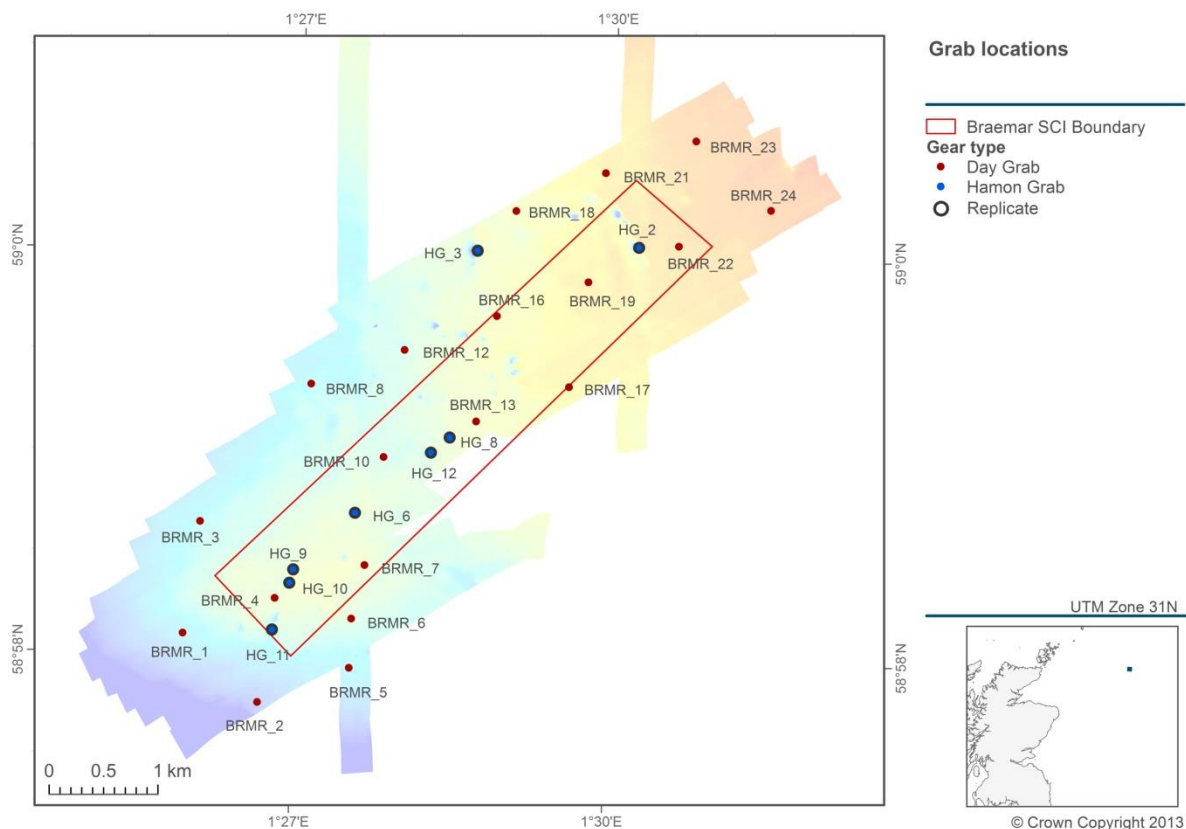 1°27'E
1°30'E
Grab locations
Braemar SCI Boundary
Gear type
Day Grab
Hamon Grab
Replicate
BRMR_23
BRMR_21
BRMR_24
BRMR_18
HG_2
HG_3
59°0'N
59°0'N
BRMR_22
BRMR_19
BRMR_16
BRMR_12
BRMR_8
BRMR_17
BRMR_13
HG_8
BRMR_10
HG_12
HG_6
BRMR_3
HG_9
BRMR_7
HG_10
BRMR_4
BRMR_6
HG_11
BRMR_1
58°58'N
58°58'N
BRMR_5
BRMR_2
UTM Zone 31N
0 0.5 1 km
1°27'E
1°30'E
© Crown Copyright 2013